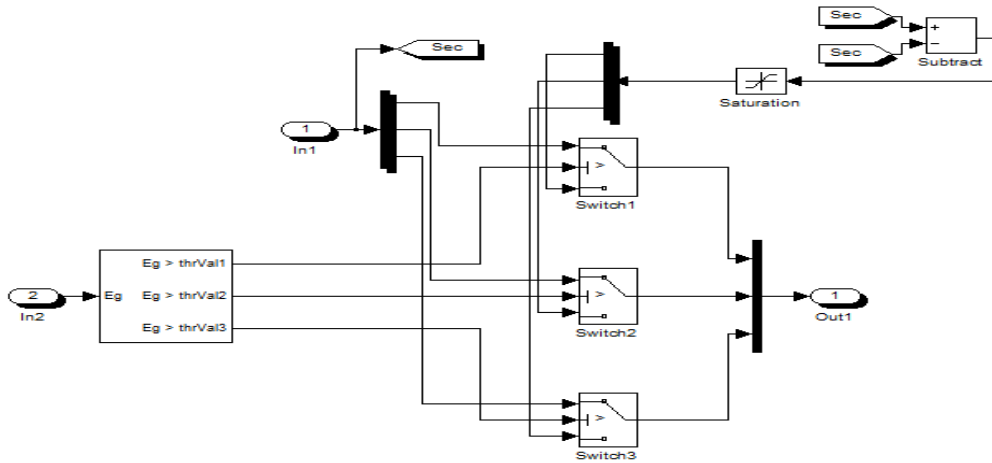 Sec
Sec
+
−
Sec
Subtract
Saturation
1
In1
>
Switch1
Eg > thrVal1
2
Eg
Eg > thrVal2
>
1
In2
Eg > thrVal3
Switch2
Out1
>
Switch3